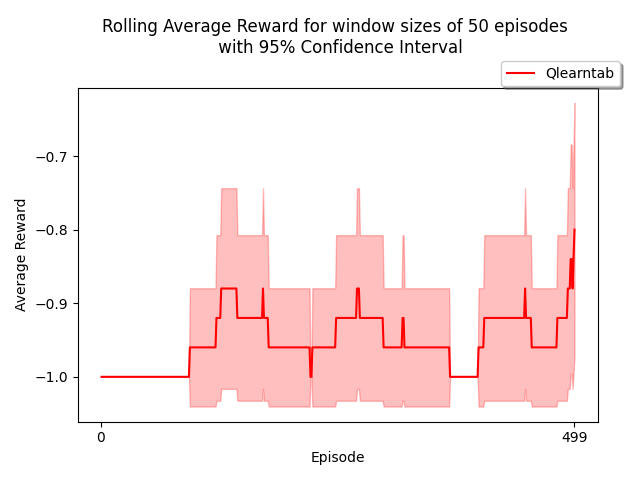 Rolling Average Reward for window sizes of 50 episodes
with 95% Confidence Interval
Qlearntab
−0.7
−0.8
−0.9
−1.0
Average Reward
0
499
Episode